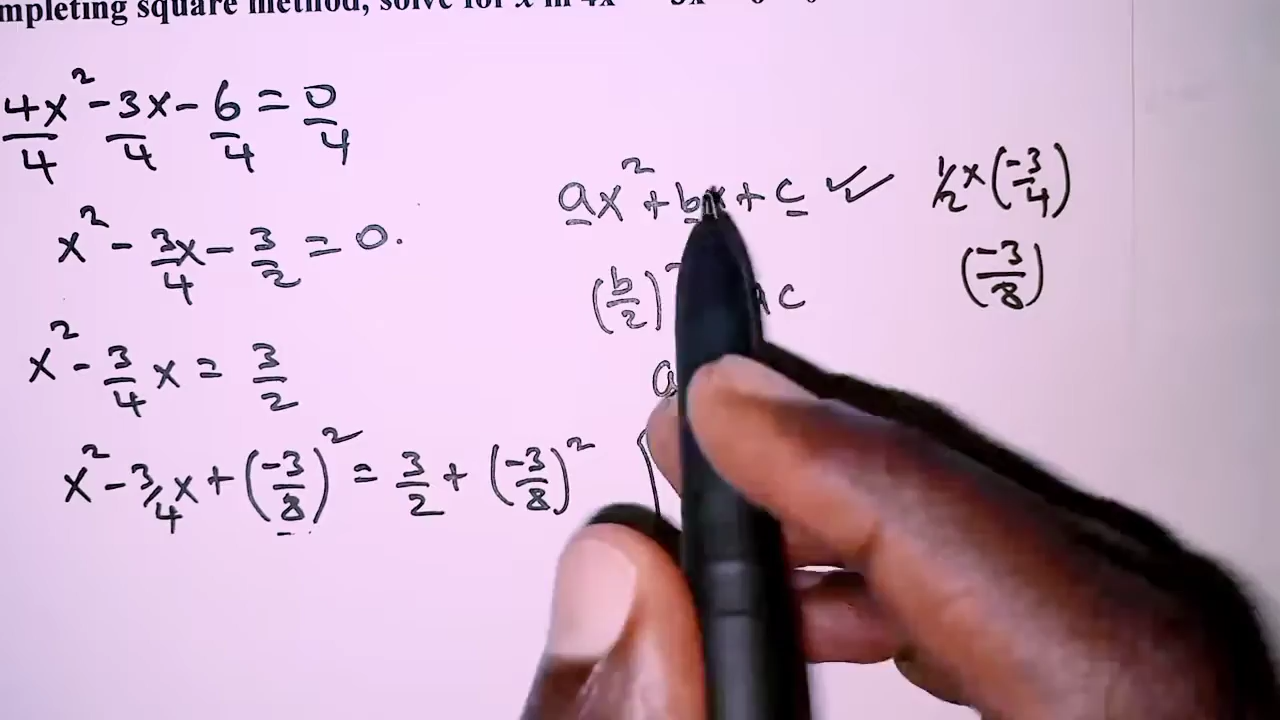 mpleting square method, solve for x in 4x
4x² - 3x - 6 = 0
4 4 4 4
x² - 3x/4 - 3/2 = 0.
x² - 3/4 x = 3/2
x² - 3/4 x + (-3/8)² = 3/2 + (-3/8)²
ax² + bx + c ✓✓
(b/2) c
a
1/2 × (-3/4)
(-3/8)